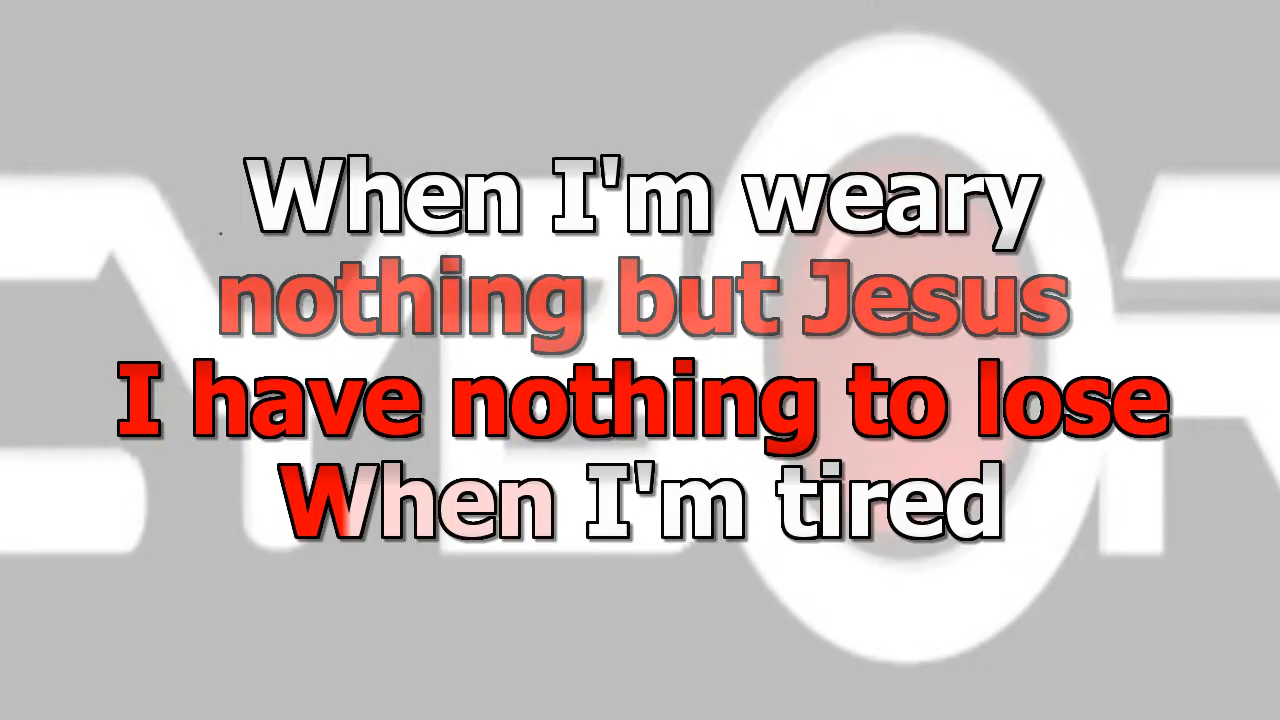 When I'm weary
nothing but Jesus
I have nothing to lose
When I'm tired